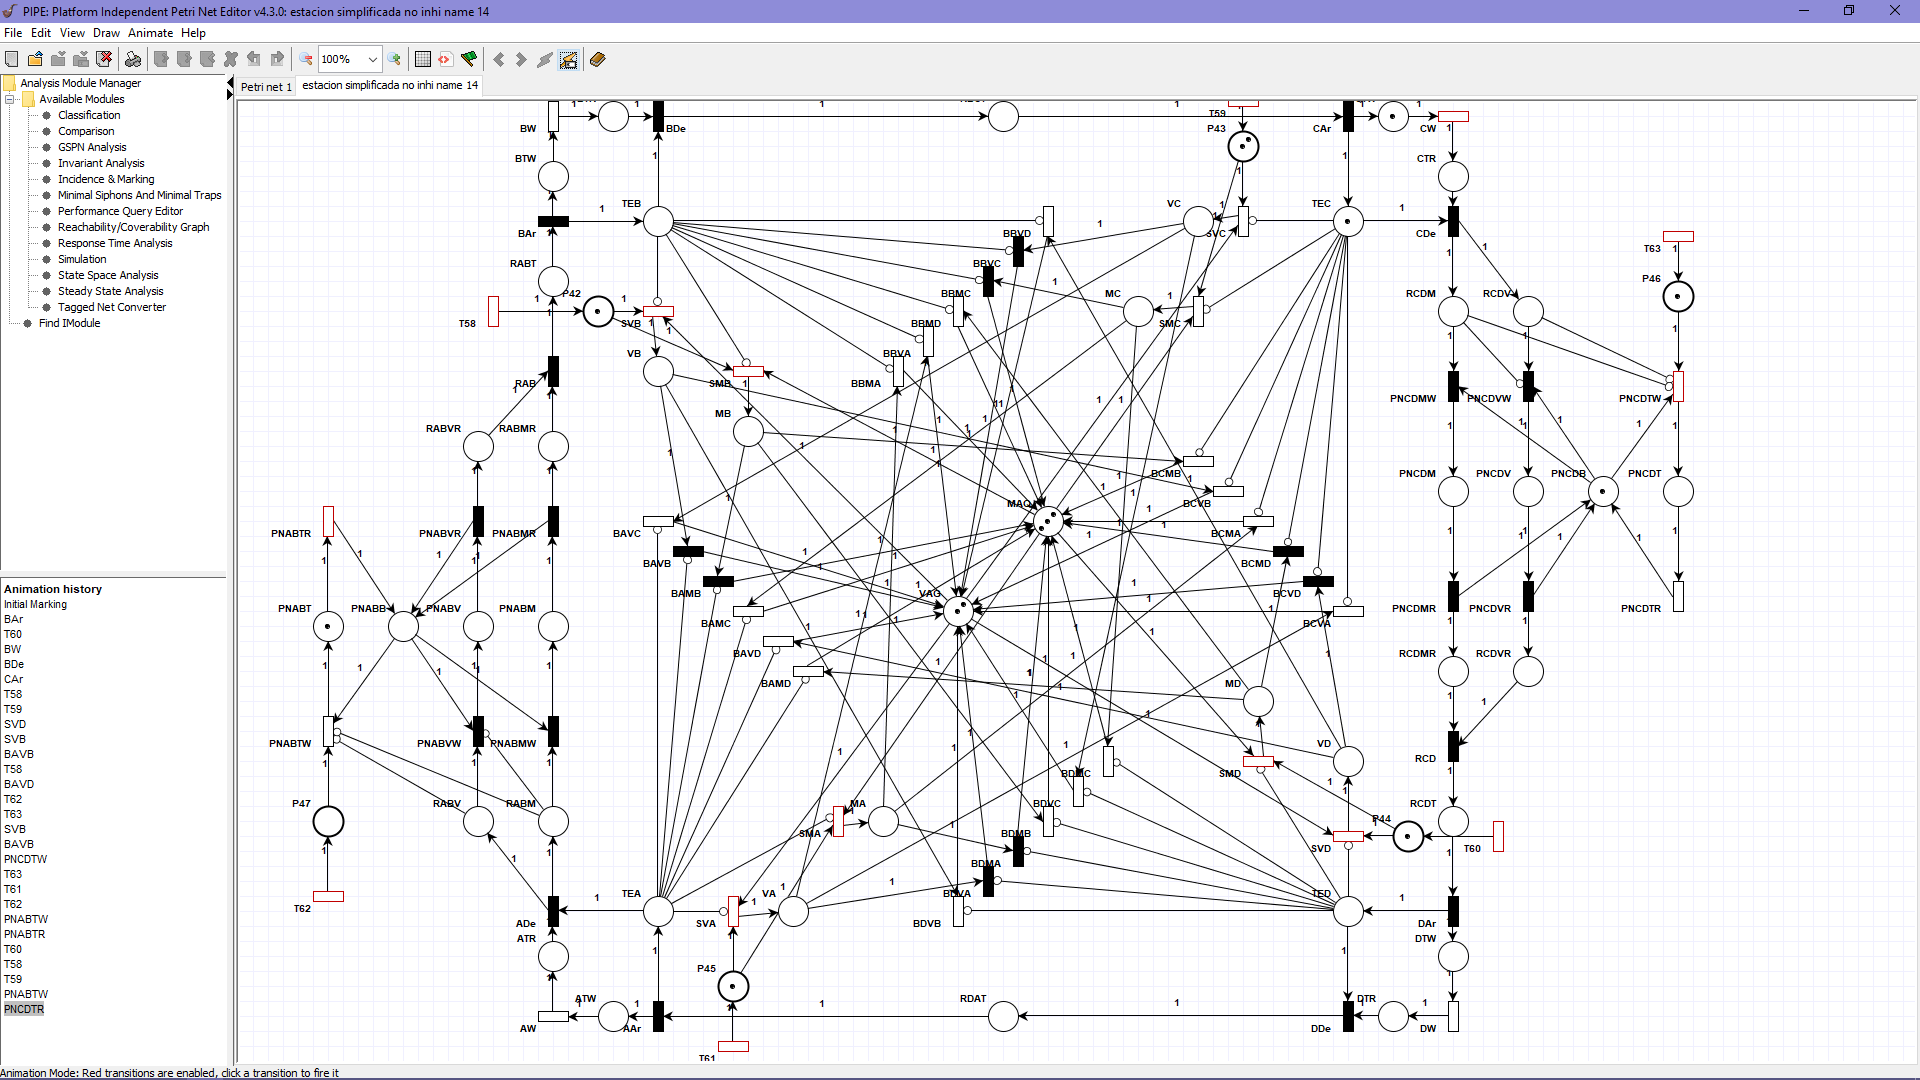 PIPE: Platform Independent Petri Net Editor v4.3.0: estacion simplificada no inhi name 14
File Edit View Draw Animate Help
100%
Analysis Module Manager
Available Modules
Classification
Comparison
GSPN Analysis
Invariant Analysis
Incidence & Marking
Minimal Siphons And Minimal Traps
Performance Query Editor
Reachability/Coverability Graph
Response Time Analysis
Simulation
State Space Analysis
Steady State Analysis
Tagged Net Converter
Find IModule
Animation history
Initial Marking
BAr
T60
BW
BDe
CAr
T58
T59
SVD
SVB
BAVB
T58
BAVD
T62
T63
SVB
BAVB
PNCDTW
T63
T61
T62
PNABTW
PNABTR
T60
T58
T59
PNABTW
PNCDTR
Petri net 1
estacion simplificada no inhi name 14
BW BDe T59 P43 CAr CW
BTW CTR
TEB VC TEC
BAr BBVD SVC CDe
T63
RABT BBVC P46
P42 BBMC MC RCDM RCDV
T58 SVB BBMD SMC
VB BBVA
RAB SMB BBMA PNCDMW PNCDVW PNCDTW
MB
RABVR RABMR
BCMB PNCDM PNCDV PNCDB PNCDT
MAQ BCVB
PNABTR PNABVR PNABMR BAVC BCMA
BAVB BCMD
BAMB VAG BCVD
PNABT PNABB PNABV PNABM PNCDMR PNCDVR PNCDTR
BAMC BCVA
BAVD RCDMR RCDVR
BAMD MD
PNABTW PNABVW PNABMW VD
RCD
BDMC SMD
P47 RABV RABM MA BDVC RCDT
SMA BDMB P44
SVD T60
BDMA
TEA VA BDVA TED
T62
ADe SVA BDVB DAr
ATR DTW
P45
ATW RDAT DTR
AW AAr DDe DW
T61
Animation Mode: Red transitions are enabled, click a transition to fire it